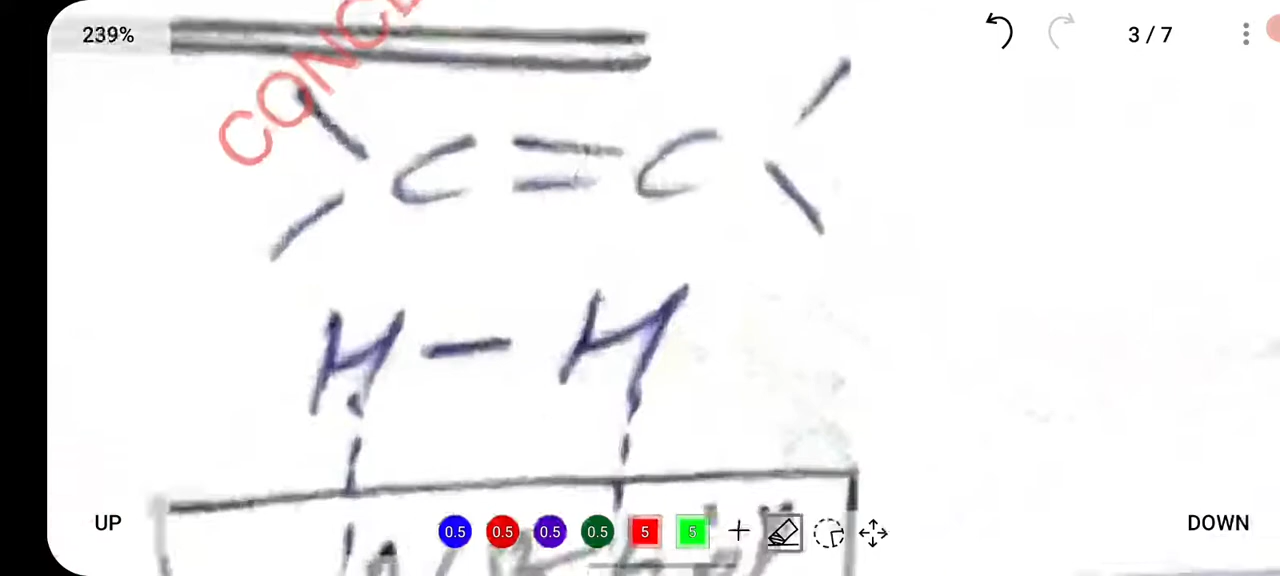 239%
3 / 7
C = C
H - H
UP
0.5 0.5 0.5 0.5 5 5 +
DOWN